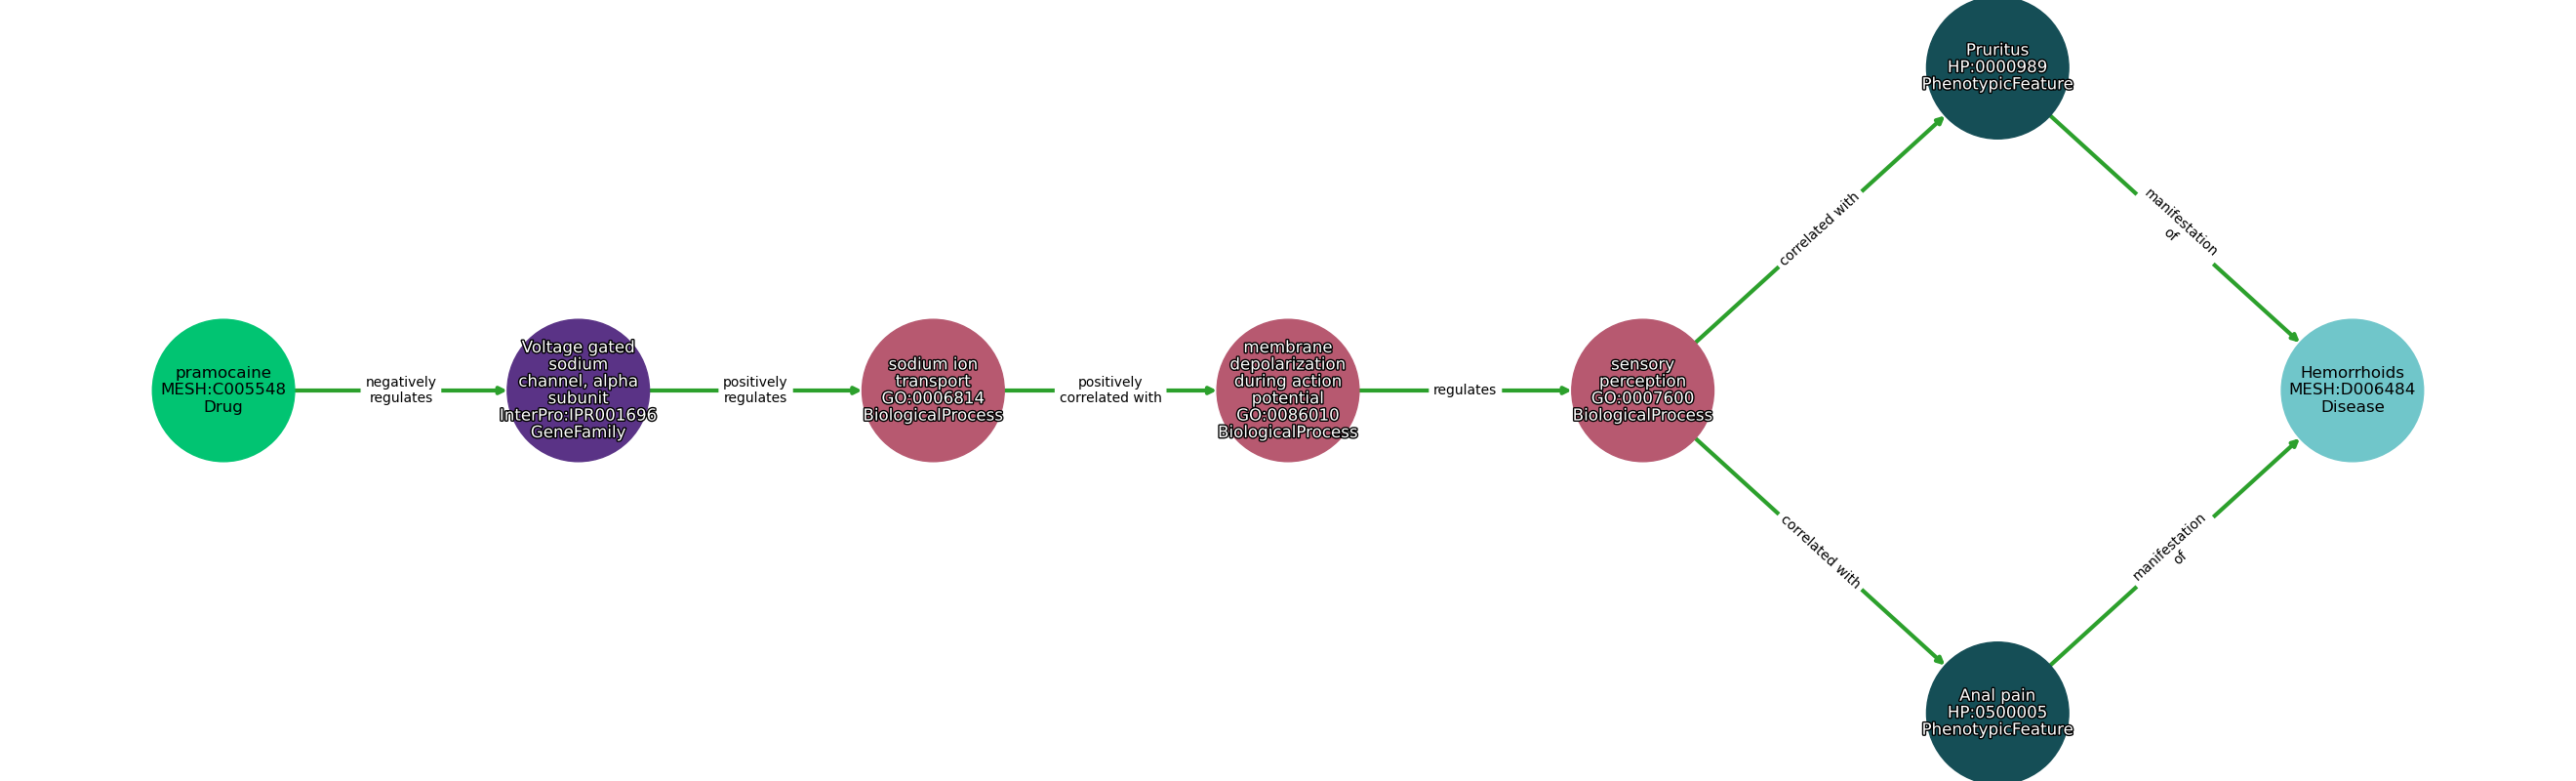 pramocaine
MESH:C005548
Drug
negatively
regulates
Voltage gated
sodium
channel, alpha
subunit
InterPro:IPR001696
GeneFamily
positively
regulates
sodium ion
transport
GO:0006814
BiologicalProcess
positively
correlated with
membrane
depolarization
during action
potential
GO:0086010
BiologicalProcess
regulates
sensory
perception
GO:0007600
BiologicalProcess
correlated with
Pruritus
HP:0000989
PhenotypicFeature
manifestation
of
correlated with
Anal pain
HP:0500005
PhenotypicFeature
manifestation
of
Hemorrhoids
MESH:D006484
Disease